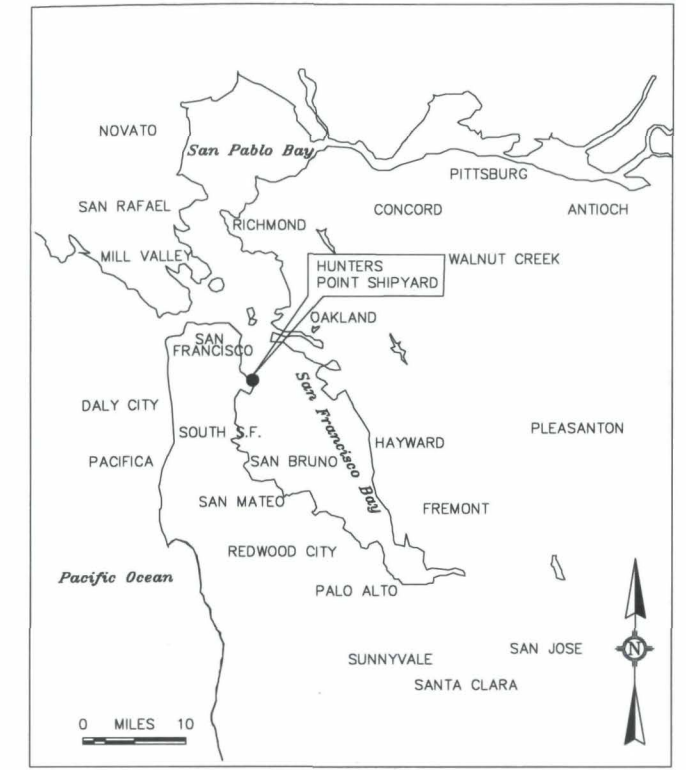 NOVATO
San Pablo Bay
PITTSBURG
SAN RAFAEL
RICHMOND
CONCORD
ANTIOCH
MILL VALLEY
HUNTERS
POINT SHIPYARD
WALNUT CREEK
OAKLAND
SAN
FRANCISCO
DALY CITY
San Francisco Bay
SOUTH S.F.
HAYWARD
PLEASANTON
PACIFICA
SAN BRUNO
SAN MATEO
FREMONT
REDWOOD CITY
Pacific Ocean
PALO ALTO
SUNNYVALE
SAN JOSE
N
SANTA CLARA
0 MILES 10